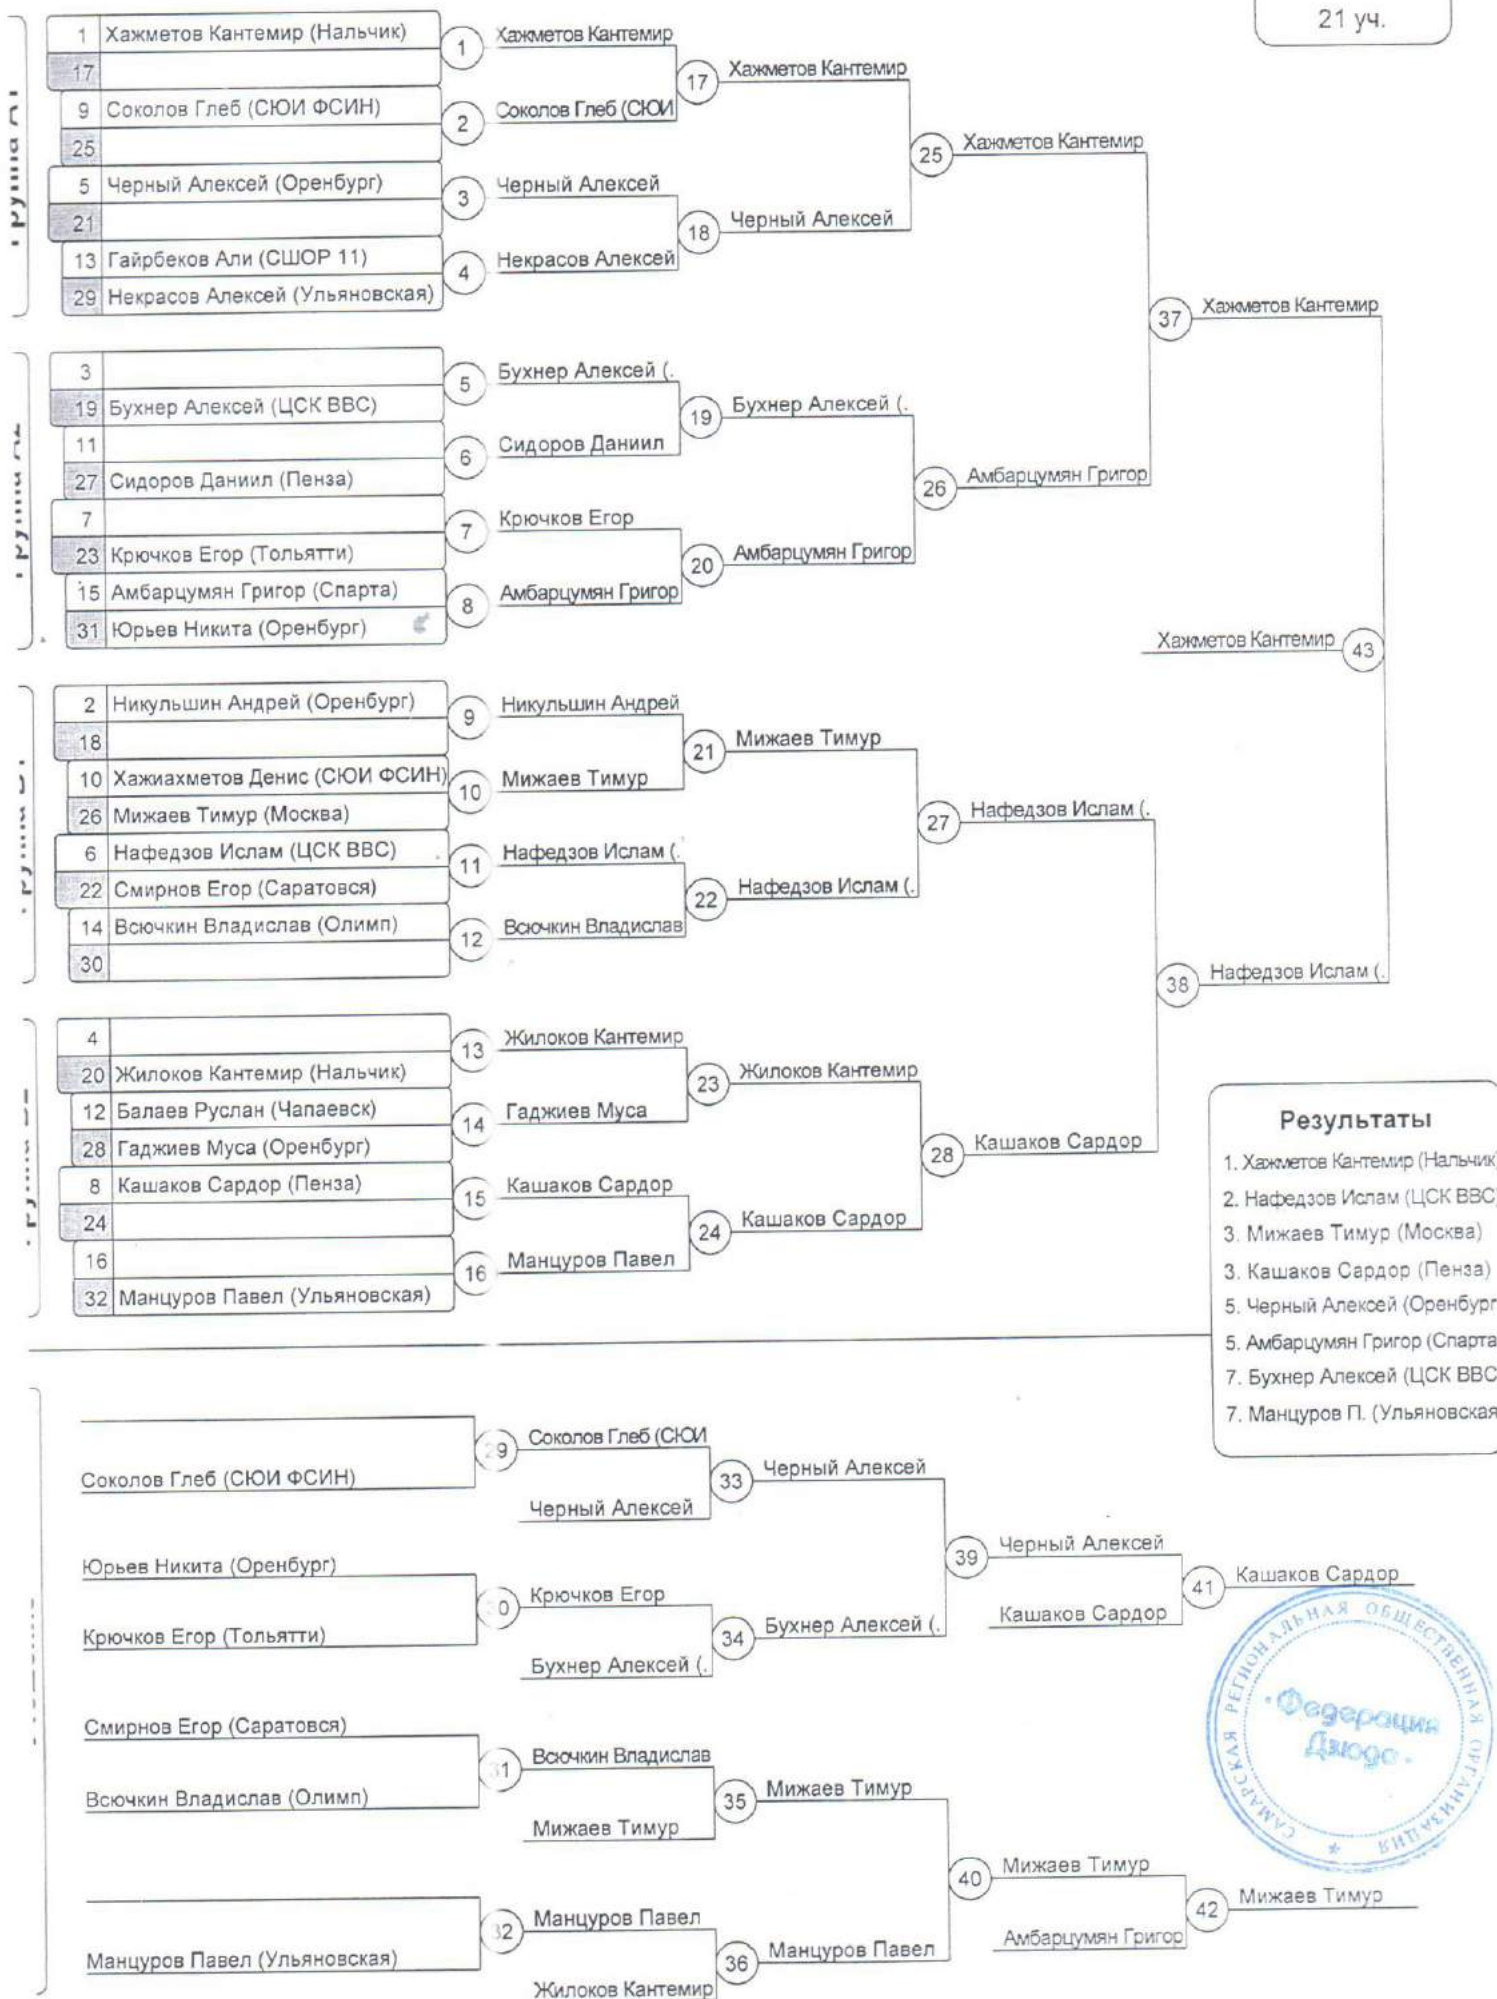 21 уч.
1 Хажметов Кантемир (Нальчик)
17
9 Соколов Глеб (СЮИ ФСИН)
25
5 Черный Алексей (Оренбург)
21
13 Гайрбеков Али (СШОР 11)
29 Некрасов Алексей (Ульяновская)
1 Хажметов Кантемир
2 Соколов Глеб (СЮИ
3 Черный Алексей
4 Некрасов Алексей
17 Хажметов Кантемир
18 Черный Алексей
25 Хажметов Кантемир
3
19 Бухнер Алексей (ЦСК ВВС)
11
27 Сидоров Даниил (Пенза)
7
23 Крючков Егор (Тольятти)
15 Амбарцумян Григор (Спарта)
31 Юрьев Никита (Оренбург)
5 Бухнер Алексей (.
6 Сидоров Даниил
7 Крючков Егор
8 Амбарцумян Григор
19 Бухнер Алексей (.
20 Амбарцумян Григор
26 Амбарцумян Григор
37 Хажметов Кантемир
Хажметов Кантемир 43
2 Никульшин Андрей (Оренбург)
18
10 Хажиахметов Денис (СЮИ ФСИН)
26 Мижаев Тимур (Москва)
6 Нафедзов Ислам (ЦСК ВВС)
22 Смирнов Егор (Саратовся)
14 Всючкин Владислав (Олимп)
30
9 Никульшин Андрей
10 Мижаев Тимур
11 Нафедзов Ислам (.
12 Всючкин Владислав
21 Мижаев Тимур
22 Нафедзов Ислам (.
27 Нафедзов Ислам (.
4
20 Жилоков Кантемир (Нальчик)
12 Балаев Руслан (Чапаевск)
28 Гаджиев Муса (Оренбург)
8 Кашаков Сардор (Пенза)
24
16
32 Манцуров Павел (Ульяновская)
13 Жилоков Кантемир
14 Гаджиев Муса
15 Кашаков Сардор
16 Манцуров Павел
23 Жилоков Кантемир
24 Кашаков Сардор
28 Кашаков Сардор
38 Нафедзов Ислам (.
Результаты
1. Хажметов Кантемир (Нальчик)
2. Нафедзов Ислам (ЦСК ВВС)
3. Мижаев Тимур (Москва)
3. Кашаков Сардор (Пенза)
5. Черный Алексей (Оренбург
5. Амбарцумян Григор (Спарта
7. Бухнер Алексей (ЦСК ВВС
7. Манцуров П. (Ульяновская
Соколов Глеб (СЮИ ФСИН)
Юрьев Никита (Оренбург)
Крючков Егор (Тольятти)
Смирнов Егор (Саратовся)
Всючкин Владислав (Олимп)
Манцуров Павел (Ульяновская)
29 Соколов Глеб (СЮИ
Черный Алексей
30 Крючков Егор
Бухнер Алексей (.
31 Всючкин Владислав
Мижаев Тимур
32 Манцуров Павел
Жилоков Кантемир
33 Черный Алексей
34 Бухнер Алексей (.
35 Мижаев Тимур
36 Манцуров Павел
39 Черный Алексей
Кашаков Сардор
40 Мижаев Тимур
Амбарцумян Григор
41 Кашаков Сардор
42 Мижаев Тимур
САМАРСКАЯ РЕГИОНАЛЬНАЯ ОБЩЕСТВЕННАЯ ОРГАНИЗАЦИЯ
Федерация
Дзюдо